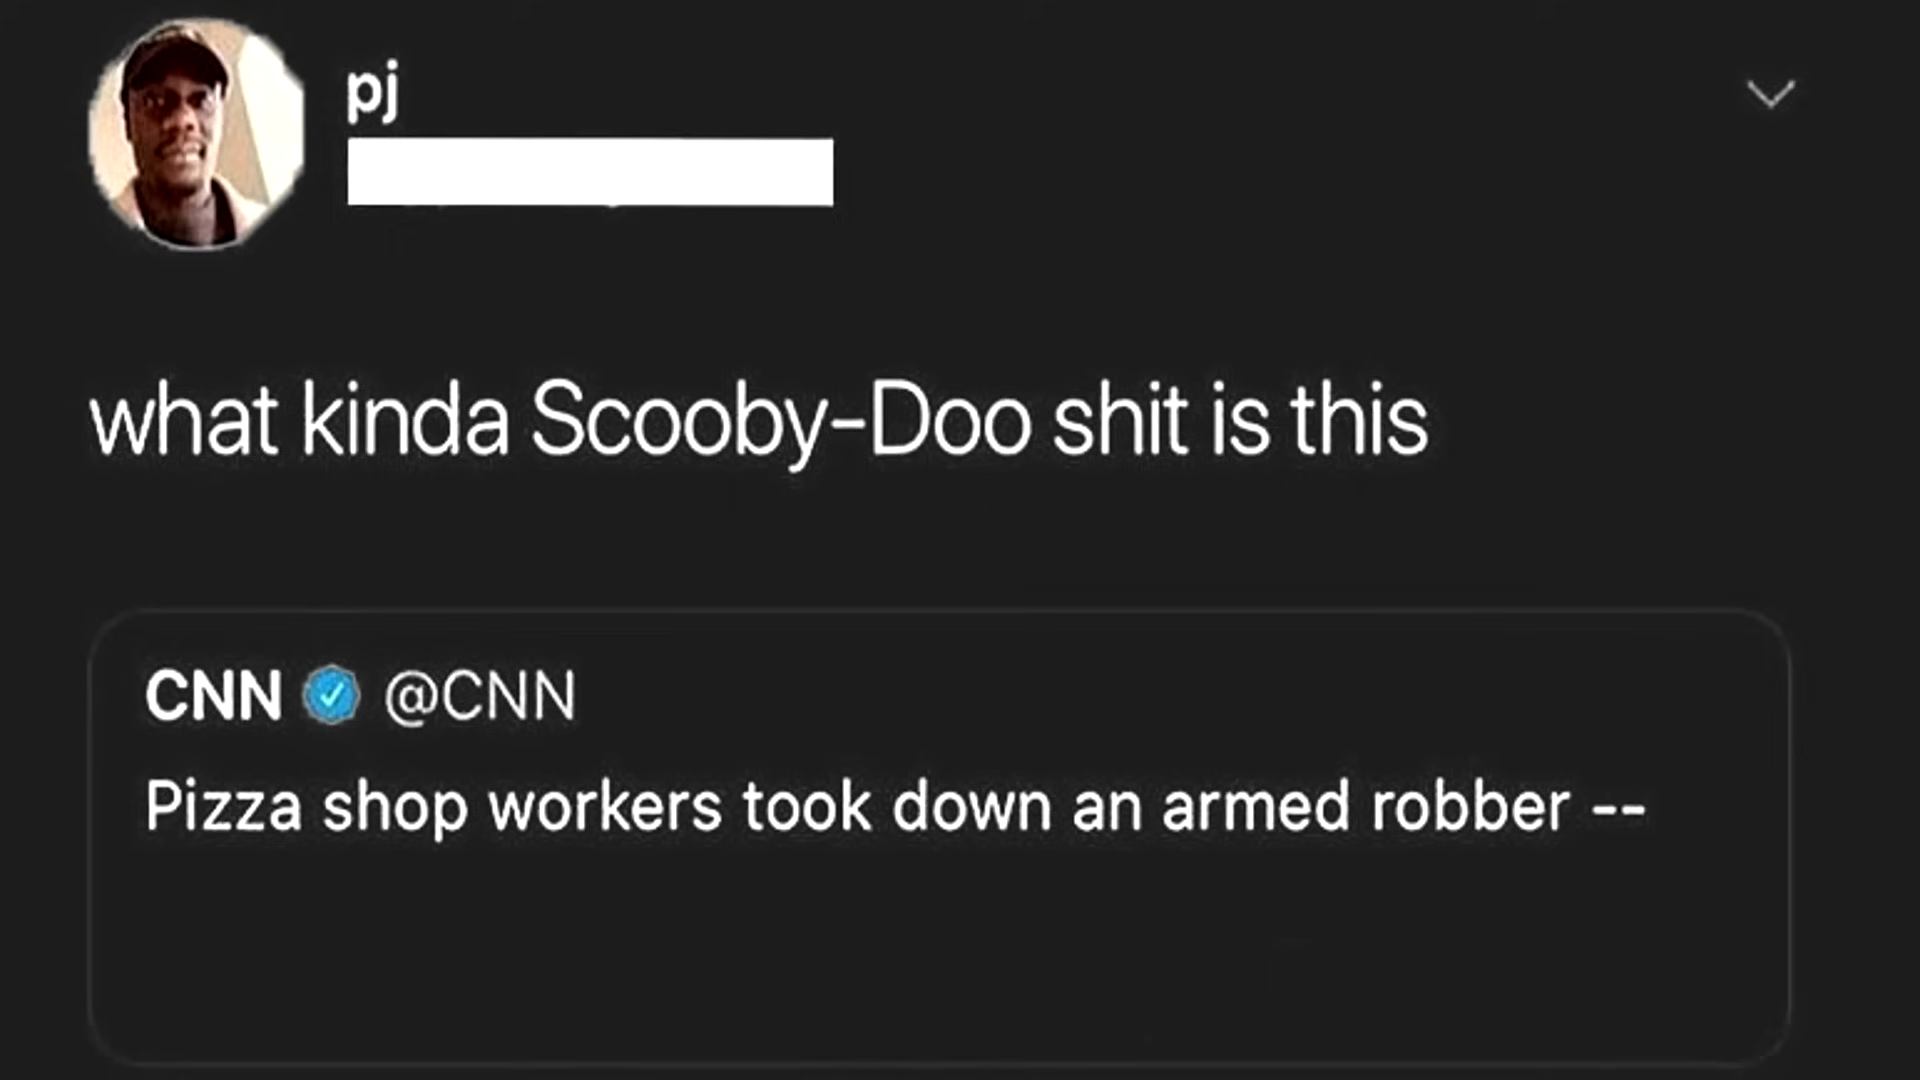 pj
what kinda Scooby-Doo shit is this
CNN @CNN
Pizza shop workers took down an armed robber --